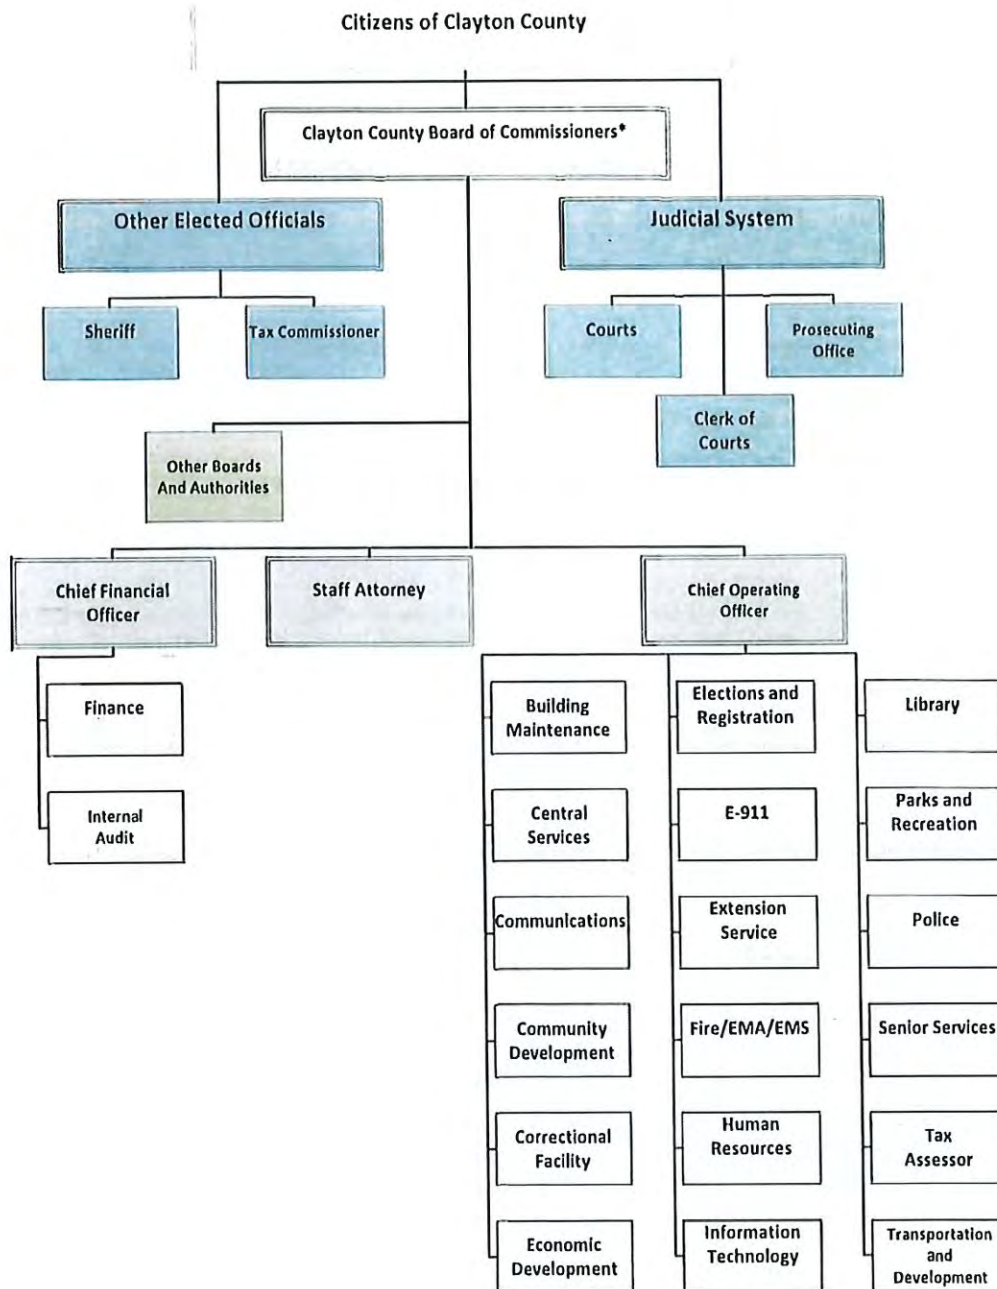 Citizens of Clayton County
Clayton County Board of Commissioners*
Other Elected Officials
Judicial System
Sheriff
Tax Commissioner
Courts
Prosecuting
Office
Clerk of
Courts
Other Boards
And Authorities
Chief Financial
Officer
Staff Attorney
Chief Operating
Officer
Finance
Internal
Audit
Building
Maintenance
Central
Services
Communications
Community
Development
Correctional
Facility
Economic
Development
Elections and
Registration
E-911
Extension
Service
Fire/EMA/EMS
Human
Resources
Information
Technology
Library
Parks and
Recreation
Police
Senior Services
Tax
Assessor
Transportation
and
Development